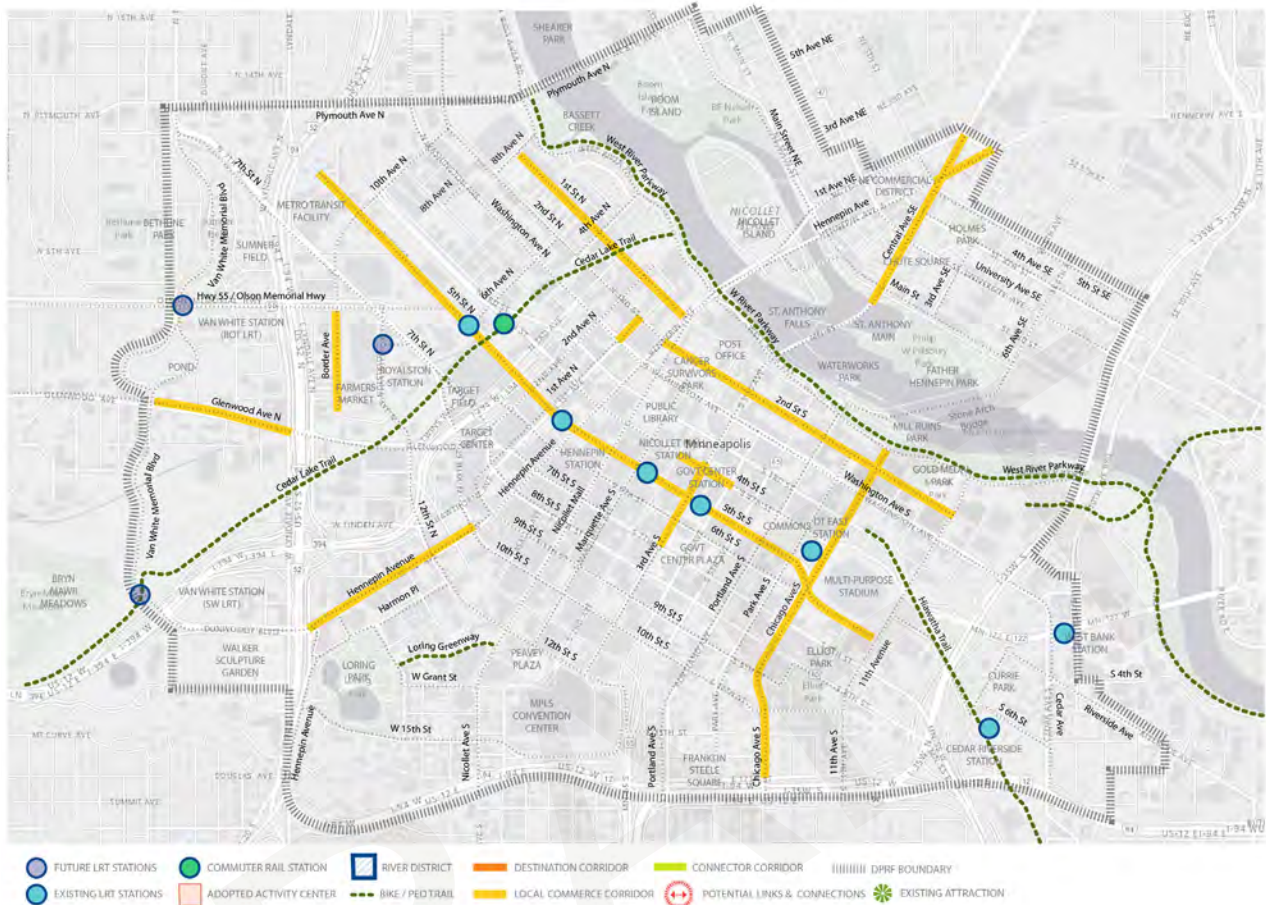 N 15TH AVE
SHEARER
PARK
5th Ave NE
N 14TH AVE
Plymouth Ave N
Plymouth Ave N
BOOM
ISLAND
BASSETT
CREEK
3rd Ave NE
Main Street NE
7th St N
8th Ave N
West River Parkway
10th Ave N
1st St N
1st Ave NE
METRO TRANSIT
FACILITY
8th Ave N
2nd St N
4th Ave N
Hennepin Ave
COMMERCIAL
DISTRICT
Van White Memorial Blvd
BETHUNE
PARK
Washington Ave N
NICOLLET
ISLAND
Central Ave SE
HOLMES
PARK
SUMNER
FIELD
Cedar Lake Trail
4th Ave SE
CHUTE SQUARE
University Ave SE
5th St SE
6th Ave N
Main St
3rd Ave SE
Hwy 55 / Olson Memorial Hwy
5th St N
W River Parkway
ST. ANTHONY
FALLS
VAN WHITE STATION
(BOT LRT)
2nd Ave N
ST. ANTHONY
MAIN
6th Ave SE
7th St N
POST
OFFICE
Border Ave
ROYALSTON
STATION
1st Ave N
CANCER
SURVIVORS
PARK
WATERWORKS
PARK
FATHER
HENNEPIN PARK
POND
FARMERS
MARKET
TARGET
FIELD
2nd St S
Glenwood Ave N
PUBLIC
LIBRARY
Stone Arch
Bridge
TARGET
CENTER
MILL RUINS
PARK
HENNEPIN
STATION
Hennepin Avenue
Minneapolis
STATION
Cedar Lake Trail
GOVT CENTER
STATION
Washington Ave S
West River Parkway
Van White Memorial Blvd
7th St S
4th St S
8th St S
Nicollet Mall
Marquette Ave S
5th St S
12th St N
9th St S
6th St S
COMMONS
DT EAST
STATION
10th St S
3rd Ave S
GOVT
CENTER PLAZA
Hennepin Avenue
Portland Ave S
Park Ave S
MULTI-PURPOSE
STADIUM
Hiawatha Trail
BRYN
MAWR
MEADOWS
VAN WHITE STATION
(SW LRT)
Harmon Pl
9th St S
Chicago Ave S
10th St S
WEST BANK
STATION
WALKER
SCULPTURE
GARDEN
Loring Greenway
12th St S
ELLIOT
PARK
LORING
PARK
PEAVEY
PLAZA
11th Avenue
S 4th St
W Grant St
CURRIE
PARK
MPLS
CONVENTION
CENTER
S 6th St
Cedar Ave
Riverside Ave
W 15th St
Hennepin Avenue
Nicollet Ave S
Portland Ave S
FRANKLIN
STEELE
SQUARE
Chicago Ave S
11th Ave S
CEDAR RIVERSIDE
STATION
MT CURVE AVE
DOUGLAS AVE
SUMMIT AVE
FUTURE LRT STATIONS
COMMUTER RAIL STATION
RIVER DISTRICT
DESTINATION CORRIDOR
CONNECTOR CORRIDOR
DPRF BOUNDARY
EXISTING LRT STATIONS
ADOPTED ACTIVITY CENTER
BIKE / PED TRAIL
LOCAL COMMERCE CORRIDOR
POTENTIAL LINKS & CONNECTIONS
EXISTING ATTRACTION